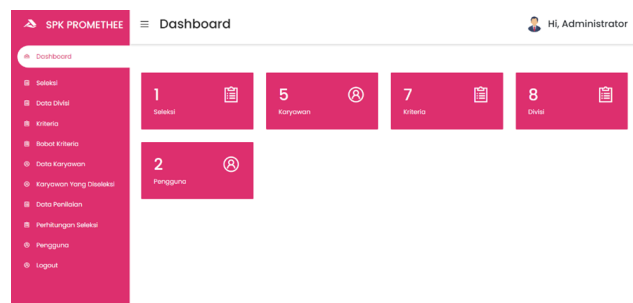 SPK PROMETHEE
Dashboard
Hi, Administrator
Dashboard
Seleksi
Data Divisi
Kriteria
Bobot Kriteria
Data Karyawan
Karyawan Yang Diseleksi
Data Penilaian
Perhitungan Seleksi
Pengguna
Logout
1
Seleksi
5
Karyawan
7
Kriteria
8
Divisi
2
Pengguna